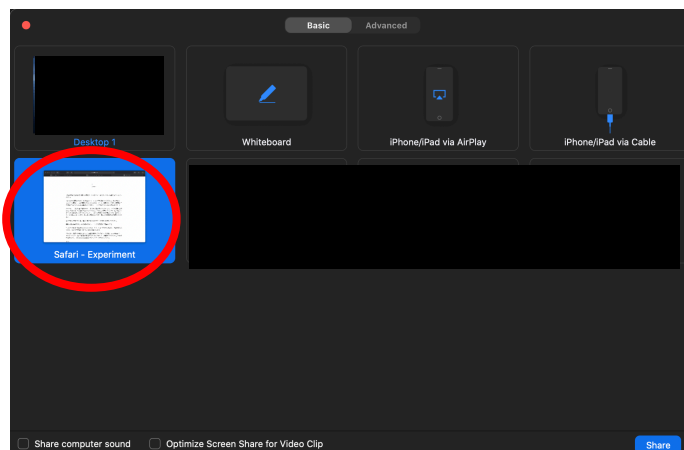 Basic
Advanced
Desktop 1
Whiteboard
iPhone/iPad via AirPlay
iPhone/iPad via Cable
Safari - Experiment
Share computer sound
Optimize Screen Share for Video Clip
Share